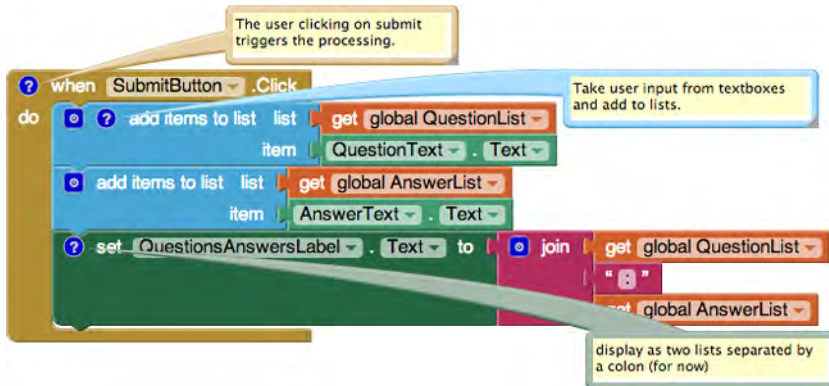 The user clicking on submit
triggers the processing.
? when SubmitButton .Click
Take user input from textboxes
and add to lists.
do ? add items to list list get global QuestionList
item QuestionText . Text
add items to list list get global AnswerList
item AnswerText . Text
? set QuestionsAnswersLabel . Text to join get global QuestionList
“ : ”
get global AnswerList
display as two lists separated by
a colon (for now)